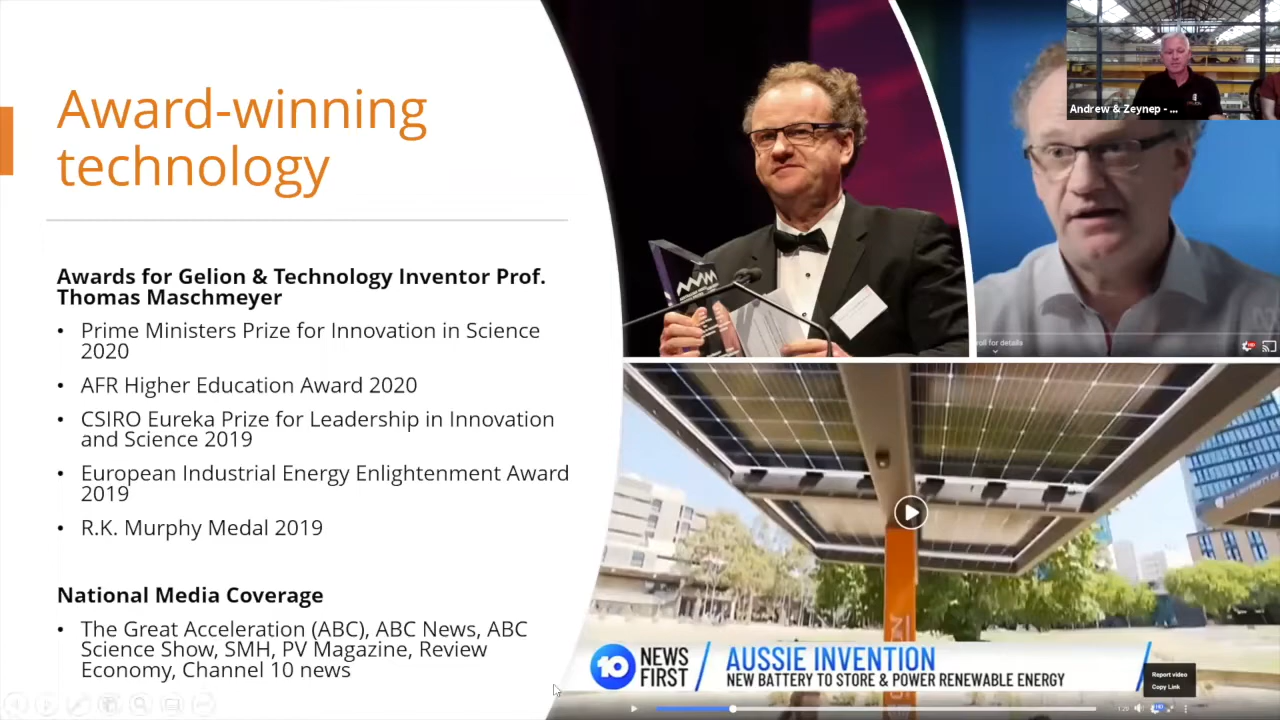 Award-winning
technology
Awards for Gelion & Technology Inventor Prof.
Thomas Maschmeyer
• Prime Ministers Prize for Innovation in Science
2020
• AFR Higher Education Award 2020
• CSIRO Eureka Prize for Leadership in Innovation
and Science 2019
• European Industrial Energy Enlightenment Award
2019
• R.K. Murphy Medal 2019
National Media Coverage
• The Great Acceleration (ABC), ABC News, ABC
Science Show, SMH, PV Magazine, Review
Economy, Channel 10 news
Andrew & Zeynep - ...
for details
10 NEWS
FIRST
AUSSIE INVENTION
NEW BATTERY TO STORE & POWER RENEWABLE ENERGY
Report video
Copy Link
1:20